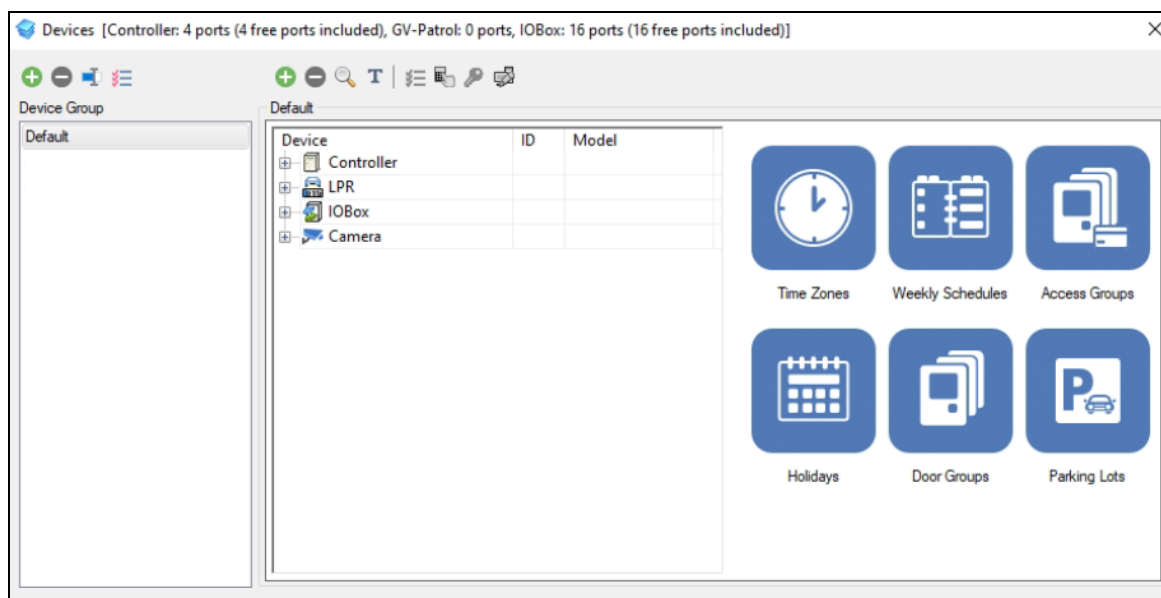 Devices [Controller: 4 ports (4 free ports included), GV-Patrol: 0 ports, IOBox: 16 ports (16 free ports included)]
T
Device Group
Default
Default
Device ID Model
Controller
LPR
IOBox
Camera
Time Zones Weekly Schedules Access Groups
P
Holidays Door Groups Parking Lots